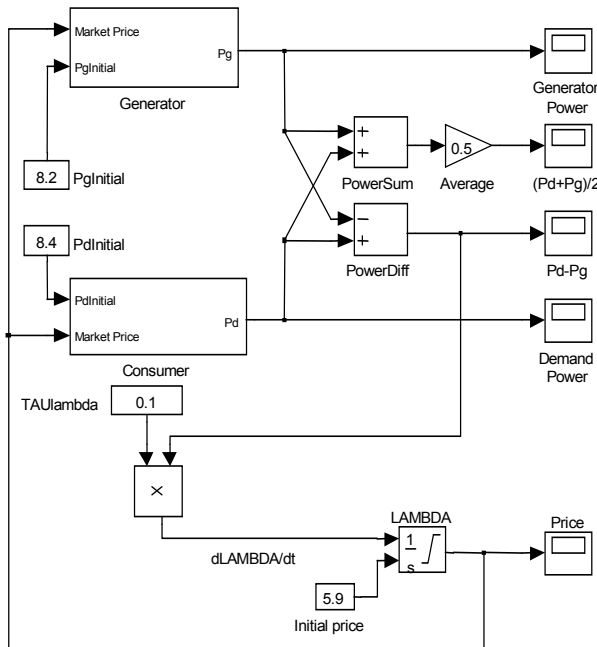 Market Price
PgInitial
Pg
Generator
8.2
PgInitial
Generator
Power
+
+
PowerSum
0.5
Average
(Pd+Pg)/2
8.4
PdInitial
−
+
PowerDiff
Pd-Pg
PdInitial
Market Price
Pd
Consumer
Demand
Power
TAUlambda
0.1
×
dLAMBDA/dt
LAMBDA
1
s
Price
5.9
Initial price